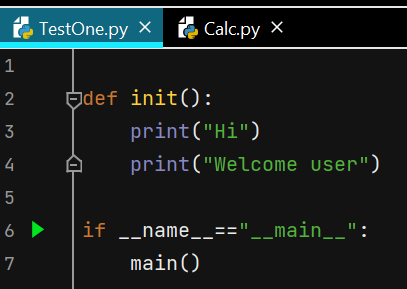 TestOne.py Calc.py
1
2 def init():
3     print("Hi")
4     print("Welcome user")
5
6 if __name__=="__main__":
7     main()